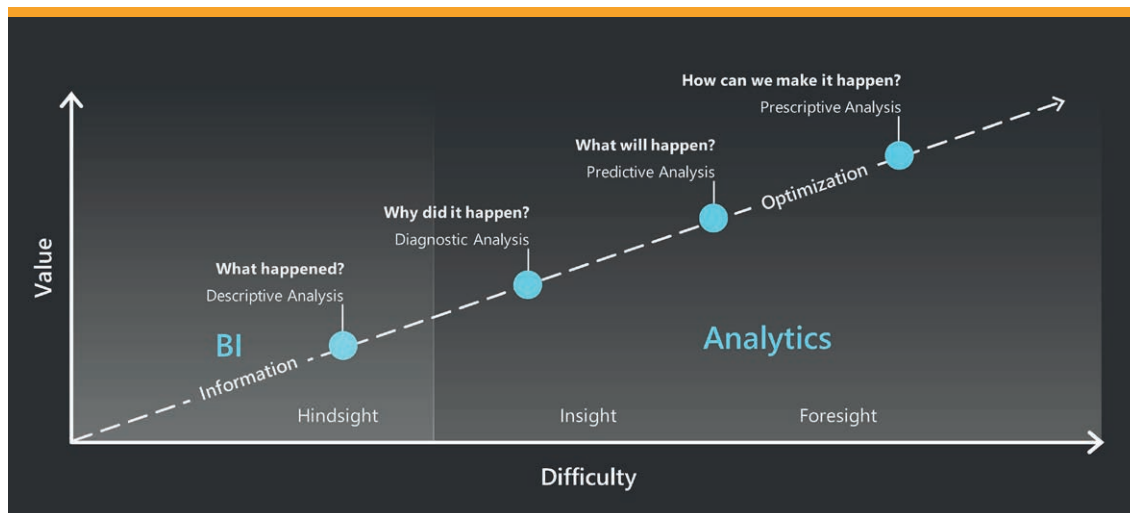 How can we make it happen?
Prescriptive Analysis
What will happen?
Predictive Analysis
Optimization
Why did it happen?
Diagnostic Analysis
What happened?
Descriptive Analysis
Value
BI
Analytics
Information
Hindsight
Insight
Foresight
Difficulty